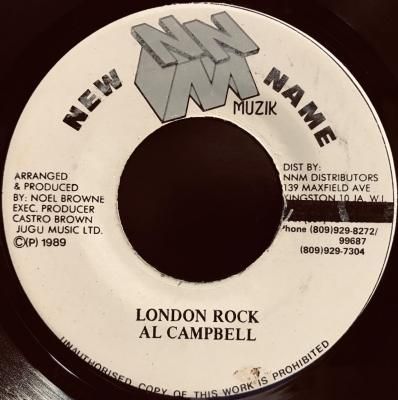 NNM
NEW NAME
MUZIK
ARRANGED
& PRODUCED
BY: NOEL BROWNE
EXEC. PRODUCER
CASTRO BROWN
JUGU MUSIC LTD.
©(P) 1989
DIST BY:
NNM DISTRIBUTORS
139 MAXFIELD AVE
KINGSTON 10 JA. W.I.
Phone (809)929-8272/
99687
(809)929-7304
LONDON ROCK
AL CAMPBELL
UNAUTHORISED COPY OF THIS WORK IS PROHIBITED